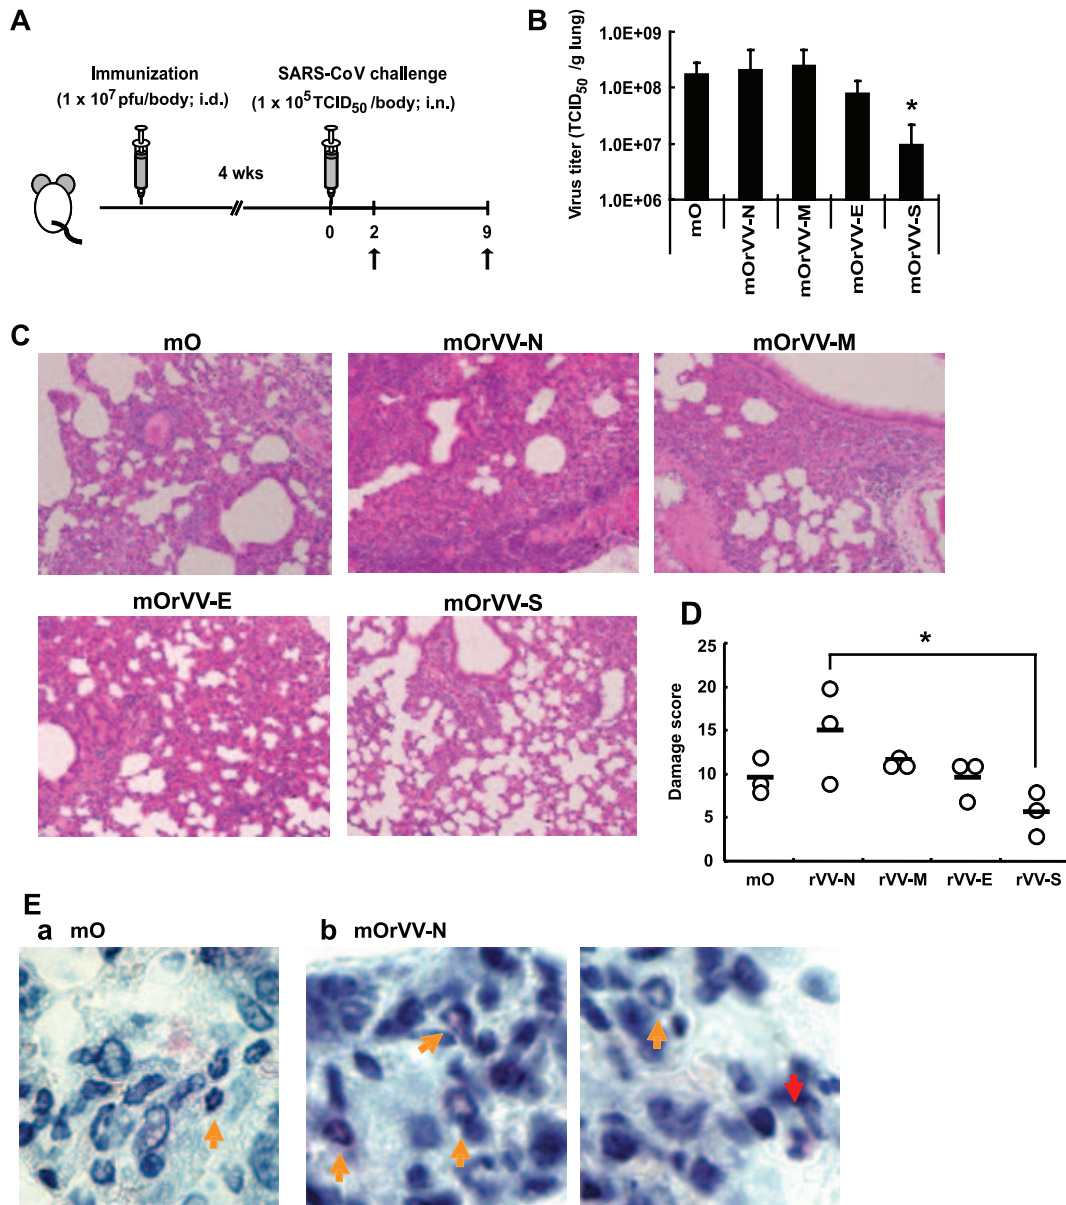 A
Immunization
(1 x 10⁷ pfu/body; i.d.)
SARS-CoV challenge
(1 x 10⁵ TCID₅₀ /body; i.n.)
4 wks
0
2
9
B
Virus titer (TCID₅₀ /g lung)
1.0E+09
1.0E+08
1.0E+07
1.0E+06
*
mO
mOrVV-N
mOrVV-M
mOrVV-E
mOrVV-S
C
mO
mOrVV-N
mOrVV-M
mOrVV-E
mOrVV-S
D
Damage score
25
20
15
10
5
0
*
mO
rVV-N
rVV-M
rVV-E
rVV-S
E
a mO
b mOrVV-N